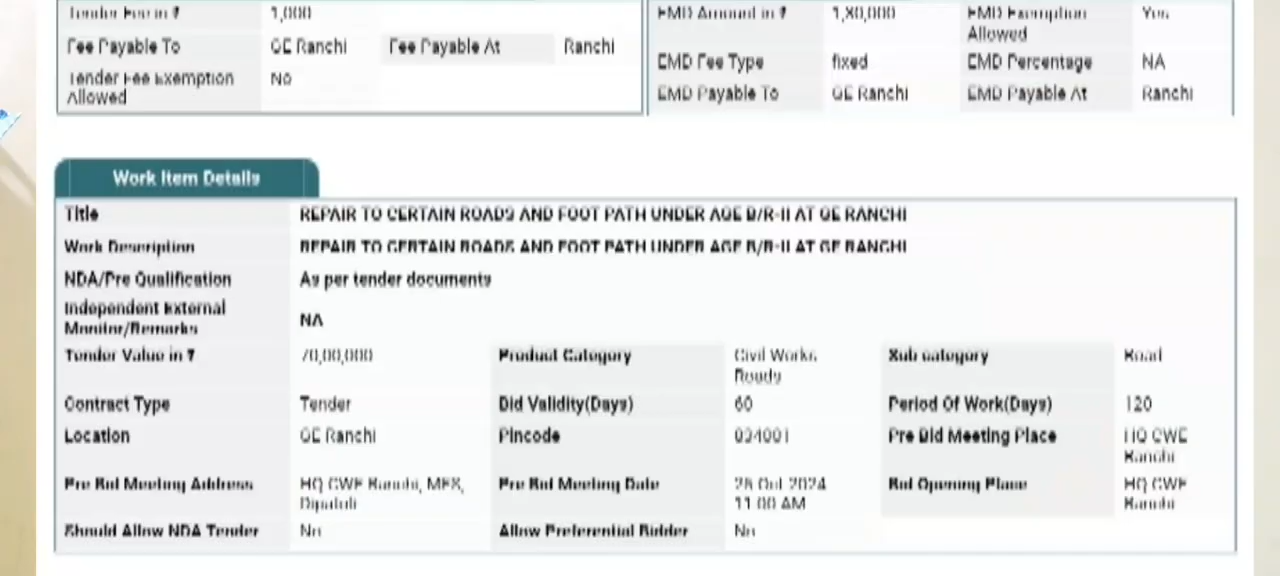 Tender Fee in ₹ 1,000 EMD Amount in ₹ 1,80,000 EMD Exemption Allowed Yes
Fee Payable To GE Ranchi Fee Payable At Ranchi
EMD Fee Type fixed EMD Percentage NA
Tender Fee Exemption Allowed No
EMD Payable To GE Ranchi EMD Payable At Ranchi
Work Item Details
Title REPAIR TO CERTAIN ROADS AND FOOT PATH UNDER AGE B/R-II AT GE RANCHI
Work Description REPAIR TO CERTAIN ROADS AND FOOT PATH UNDER AGE B/R-II AT GE RANCHI
NDA/Pre Qualification As per tender documents
Independent External Monitor/Remarks NA
Tender Value in ₹ 70,00,000 Product Category Civil Works Roads Sub category Road
Contract Type Tender Bid Validity(Days) 60 Period Of Work(Days) 120
Location GE Ranchi Pincode 834001 Pre Bid Meeting Place HQ CWE Ranchi
Pre Bid Meeting Address HQ CWE Ranchi, MES, Dipatoli Pre Bid Meeting Date 28 Oct 2024 11:00 AM Bid Opening Place HQ CWE Ranchi
Should Allow NDA Tender No Allow Preferential Bidder No